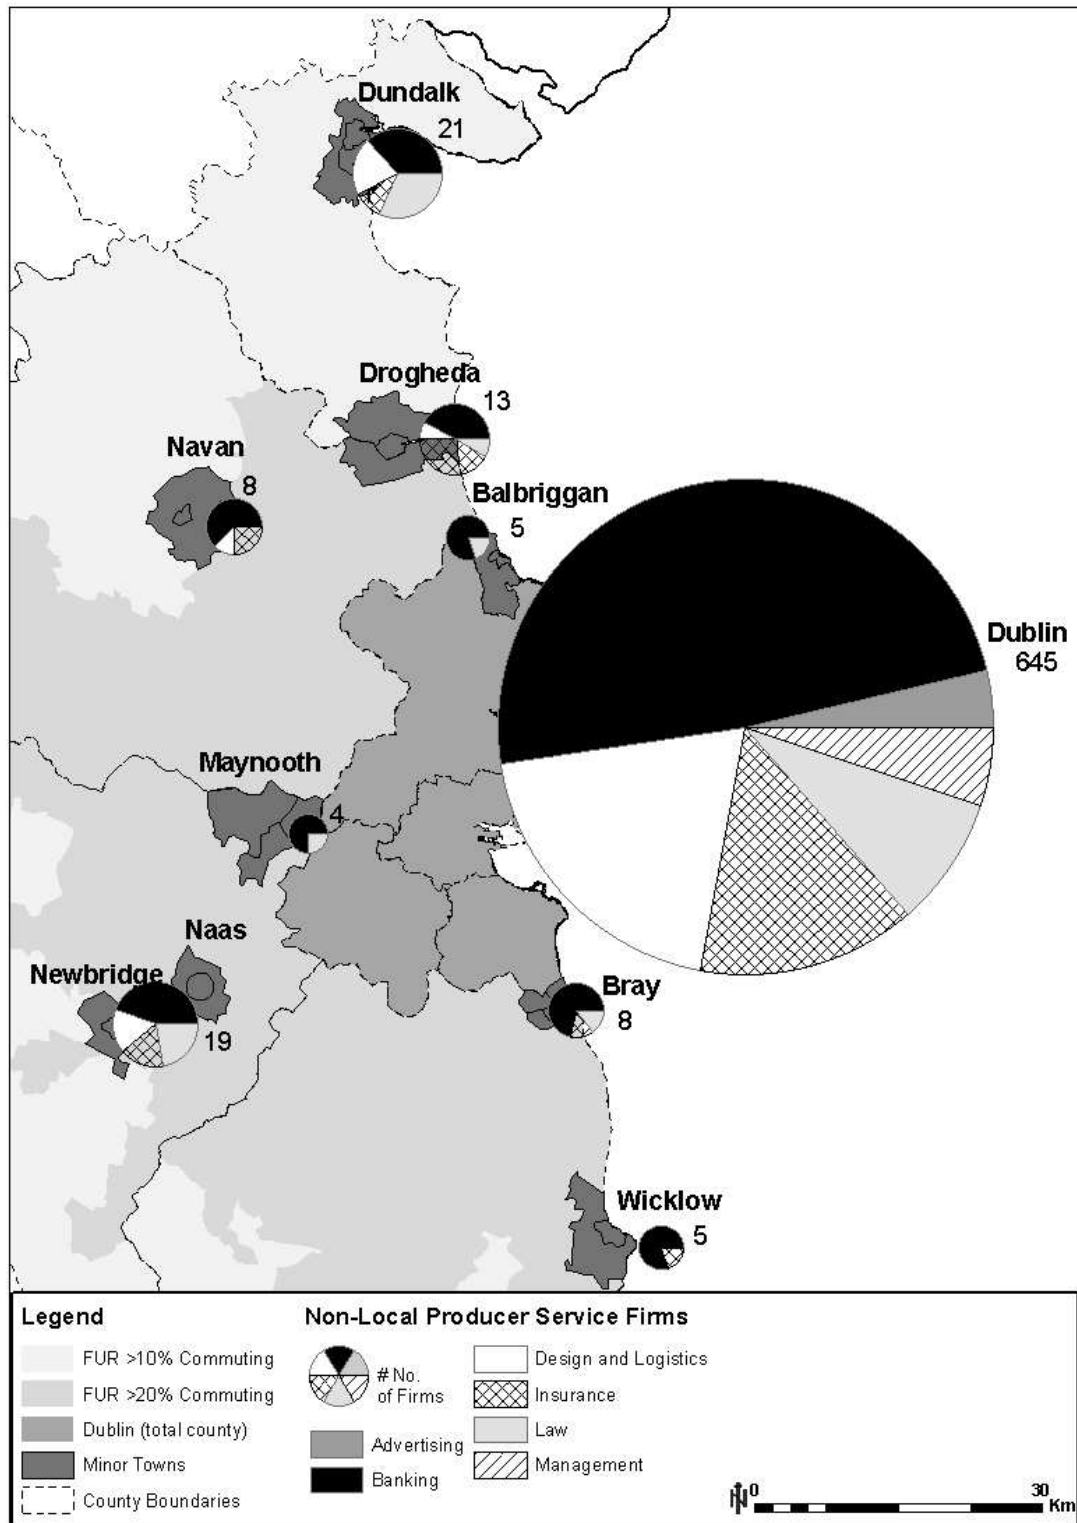 Dundalk
21
Drogheda
13
Navan
8
Balbriggan
5
Dublin
645
Maynooth
4
Naas
Newbridge
19
Bray
8
Wicklow
5
Legend
FUR >10% Commuting
FUR >20% Commuting
Dublin (total county)
Minor Towns
County Boundaries
Non-Local Producer Service Firms
# No.
of Firms
Advertising
Banking
Design and Logistics
Insurance
Law
Management
N
0 30
Km